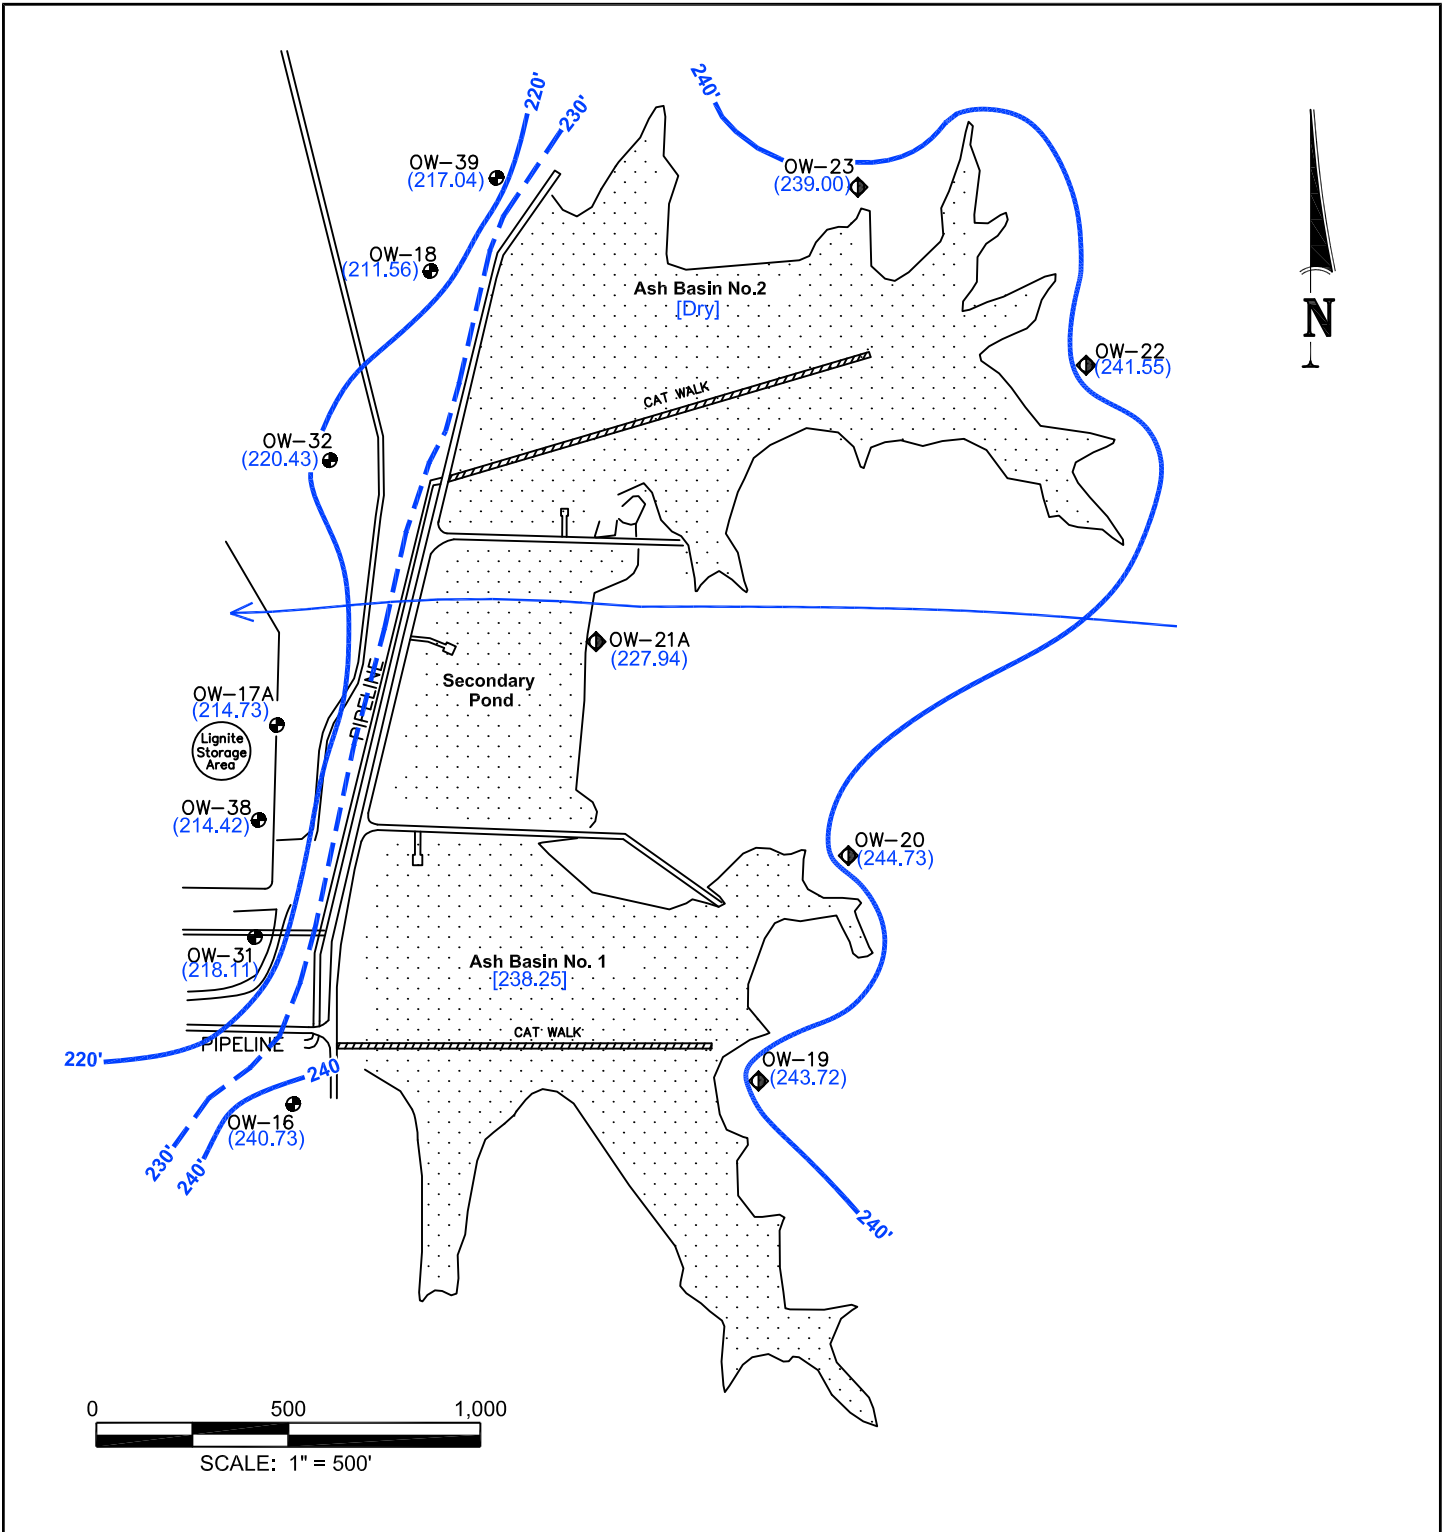 220'
230'
240'
OW-39
(217.04)
OW-23
(239.00)
OW-18
(211.56)
Ash Basin No.2
[Dry]
N
OW-22
(241.55)
CAT WALK
OW-32
(220.43)
OW-21A
(227.94)
Secondary
Pond
PIPELINE
OW-17A
(214.73)
Lignite
Storage
Area
OW-38
(214.42)
OW-20
(244.73)
OW-31
(218.11)
Ash Basin No. 1
[238.25]
CAT WALK
PIPELINE
220'
240
OW-19
(243.72)
OW-16
(240.73)
230'
240'
240'
0 500 1,000
SCALE: 1" = 500'